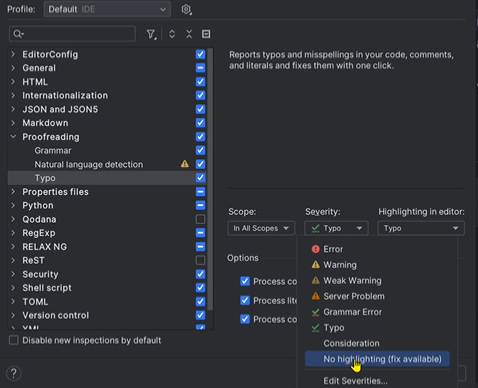 Profile: Default IDE
EditorConfig
General
HTML
Internationalization
JSON and JSON5
Markdown
Proofreading
Grammar
Natural language detection
Typo
Properties files
Python
Qodana
RegExp
RELAX NG
ReST
Security
Shell script
TOML
Version control
XML
Disable new inspections by default
?
Reports typos and misspellings in your code, comments,
and literals and fixes them with one click.
Scope: Severity: Highlighting in editor:
In All Scopes Typo Typo
Options
Process co
Process lite
Process co
Error
Warning
Weak Warning
Server Problem
Grammar Error
Typo
Consideration
No highlighting (fix available)
Edit Severities...